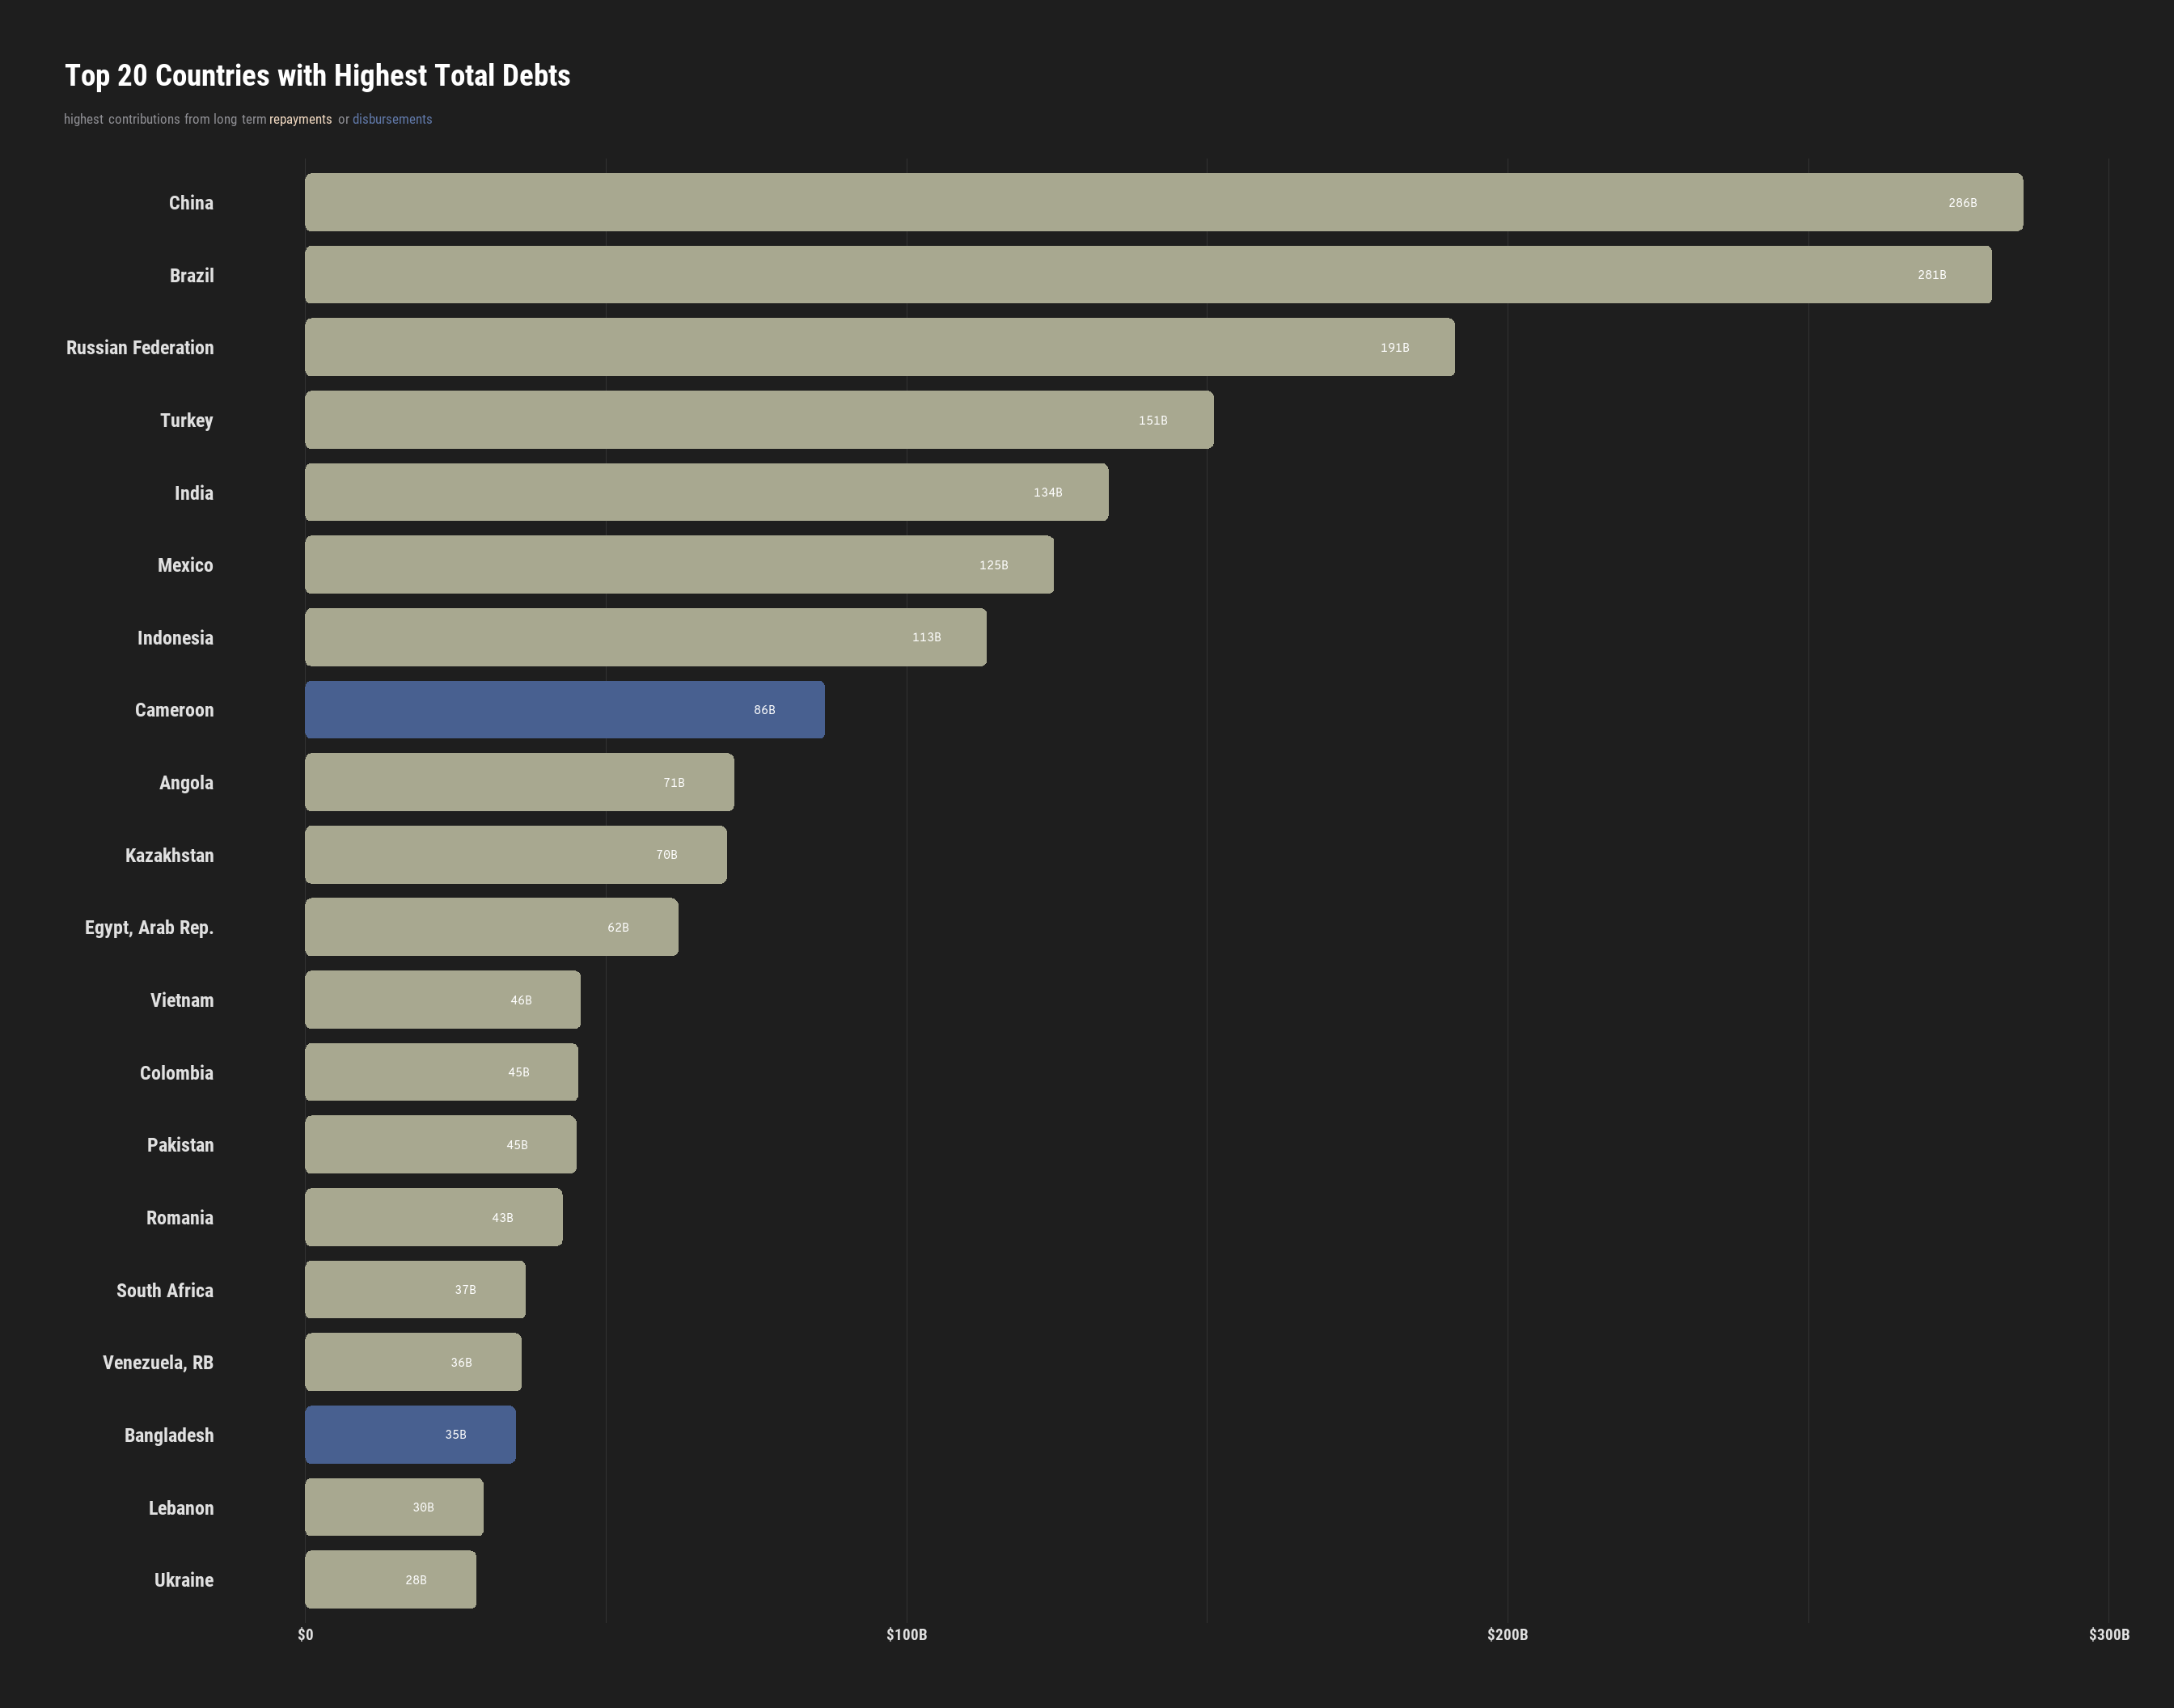 Top 20 Countries with Highest Total Debts
highest contributions from long term repayments or disbursements
China 286B
Brazil 281B
Russian Federation 191B
Turkey 151B
India 134B
Mexico 125B
Indonesia 113B
Cameroon 86B
Angola 71B
Kazakhstan 70B
Egypt, Arab Rep. 62B
Vietnam 46B
Colombia 45B
Pakistan 45B
Romania 43B
South Africa 37B
Venezuela, RB 36B
Bangladesh 35B
Lebanon 30B
Ukraine 28B
$0 $100B $200B $300B